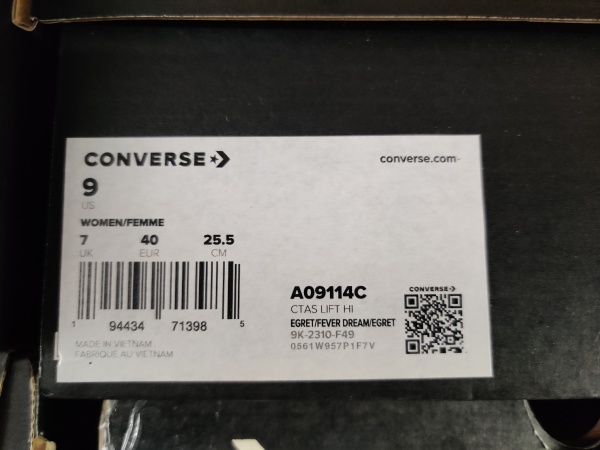 CONVERSE
converse.com
9
US
WOMEN/FEMME
7 40 25.5
UK EUR CM
1 94434 71398 5
MADE IN VIETNAM
FABRIQUE AU VIETNAM
A09114C
CTAS LIFT HI
EGRET/FEVER DREAM/EGRET
9K-2310-F49
0561W957P1F7V
CONVERSE